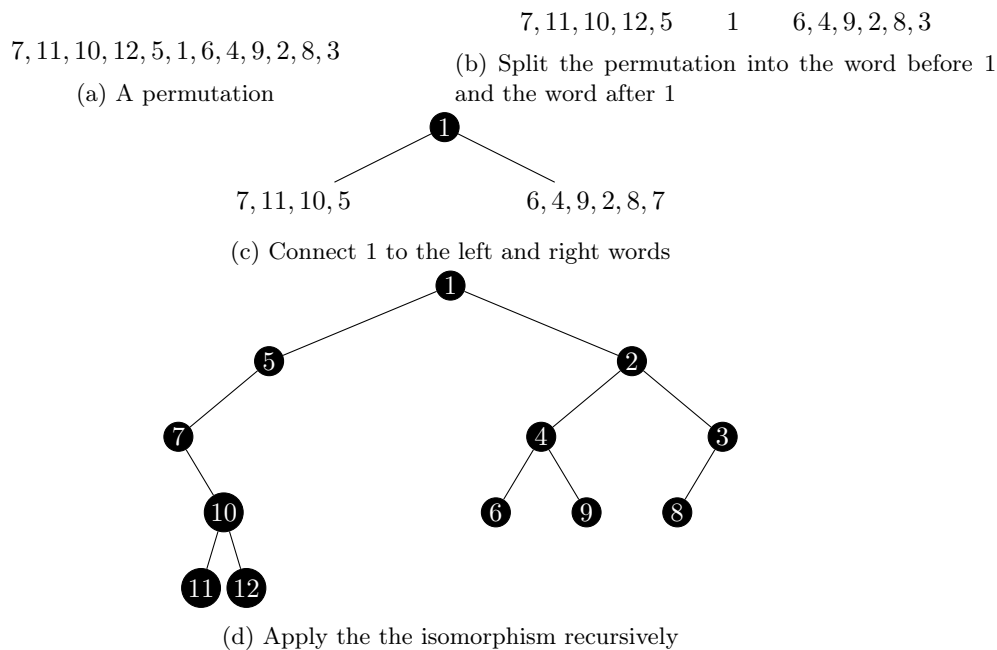 7, 11, 10, 12, 5, 1, 6, 4, 9, 2, 8, 3
(a) A permutation
7, 11, 10, 12, 5 1 6, 4, 9, 2, 8, 3
(b) Split the permutation into the word before 1
and the word after 1
1
7, 11, 10, 5 6, 4, 9, 2, 8, 7
(c) Connect 1 to the left and right words
1
5 2
7 4 3
10 6 9 8
11 12
(d) Apply the the isomorphism recursively